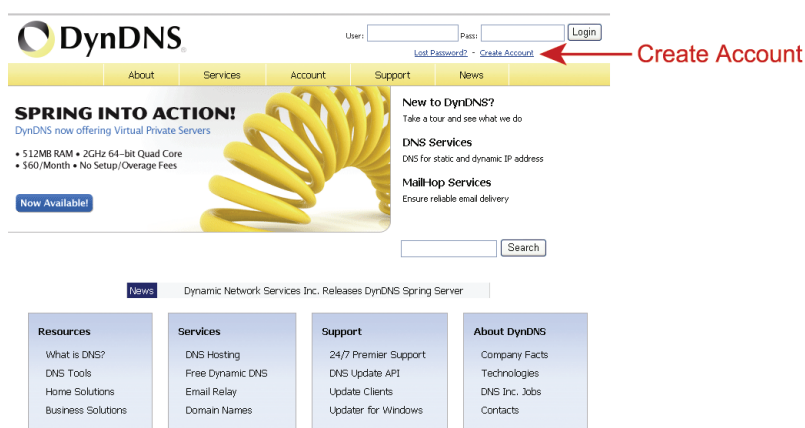 DynDNS
User:
Pass:
Login
Lost Password? - Create Account
Create Account
About Services Account Support News
SPRING INTO ACTION!
DynDNS now offering Virtual Private Servers
• 512MB RAM • 2GHz 64-bit Quad Core
• $60/Month • No Setup/Overage Fees
Now Available!
New to DynDNS?
Take a tour and see what we do
DNS Services
DNS for static and dynamic IP address
MailHop Services
Ensure reliable email delivery
Search
News Dynamic Network Services Inc. Releases DynDNS Spring Server
Resources
What is DNS?
DNS Tools
Home Solutions
Business Solutions
Services
DNS Hosting
Free Dynamic DNS
Email Relay
Domain Names
Support
24/7 Premier Support
DNS Update API
Update Clients
Updater for Windows
About DynDNS
Company Facts
Technologies
DNS Inc. Jobs
Contacts